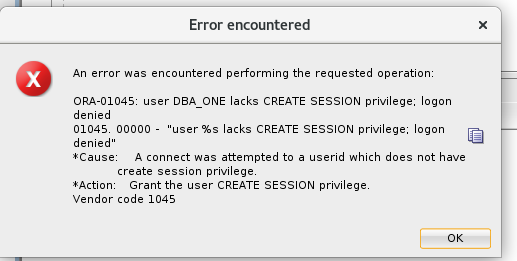 Error encountered
An error was encountered performing the requested operation:
ORA-01045: user DBA_ONE lacks CREATE SESSION privilege; logon
denied
01045. 00000 - "user %s lacks CREATE SESSION privilege; logon
denied"
*Cause: A connect was attempted to a userid which does not have
create session privilege.
*Action: Grant the user CREATE SESSION privilege.
Vendor code 1045
OK